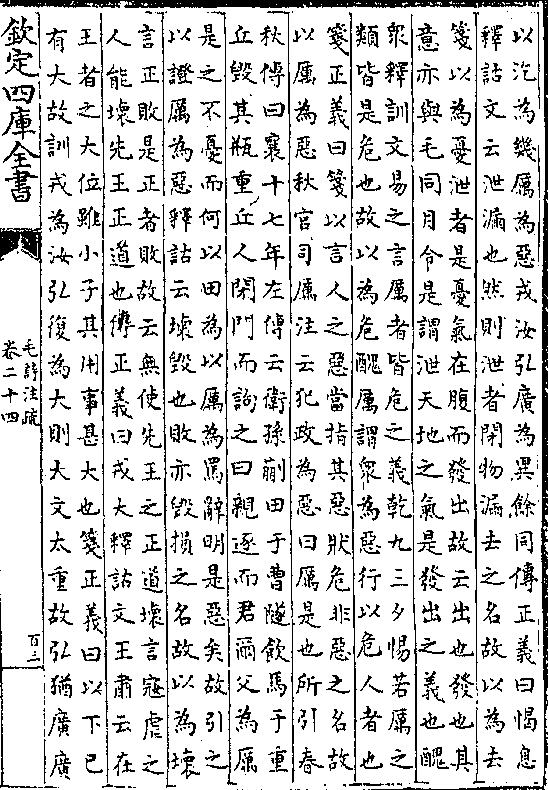 以汔為幾厲為惡戎汝弘廣為異餘同傳正義曰愒息
釋詁文云泄漏也然則泄者閉物漏去之名故以為去
箋以為憂泄者是憂氣在腹而發出故云出也發也其
意亦與毛同月令是謂泄天地之氣是發出之義也醜
衆釋訓文易之言厲者皆危之義乾九三夕惕若厲之
類皆是危也故以為危醜厲謂衆為惡行以危人者也
箋正義曰箋以言人之惡當指其惡狀危非惡之名故
以厲為惡秋官司厲注云犯政為惡曰厲是也所引春
秋傳曰襄十七年左傳云衛孫蒯田于曹隧飲馬于重
丘毀其瓶重丘人閉門而訽之曰親逐而君爾父為厲
是之不憂而何以田為以厲為罵辭明是惡矣故引之
以證厲為惡釋詁云壊毀也敗亦毀損之名故以為壊
言正敗是正者敗故云無使先王之正道壊言寇虐之
人能壊先王正道也傳正義曰戎大釋詁文王肅云在
王者之大位雖小子其用事甚大也箋正義曰以下已
有大故訓戎為汝弘復為大則大文太重故弘猶廣廣
欽定四庫全書
毛詩注疏
卷二十四
百三